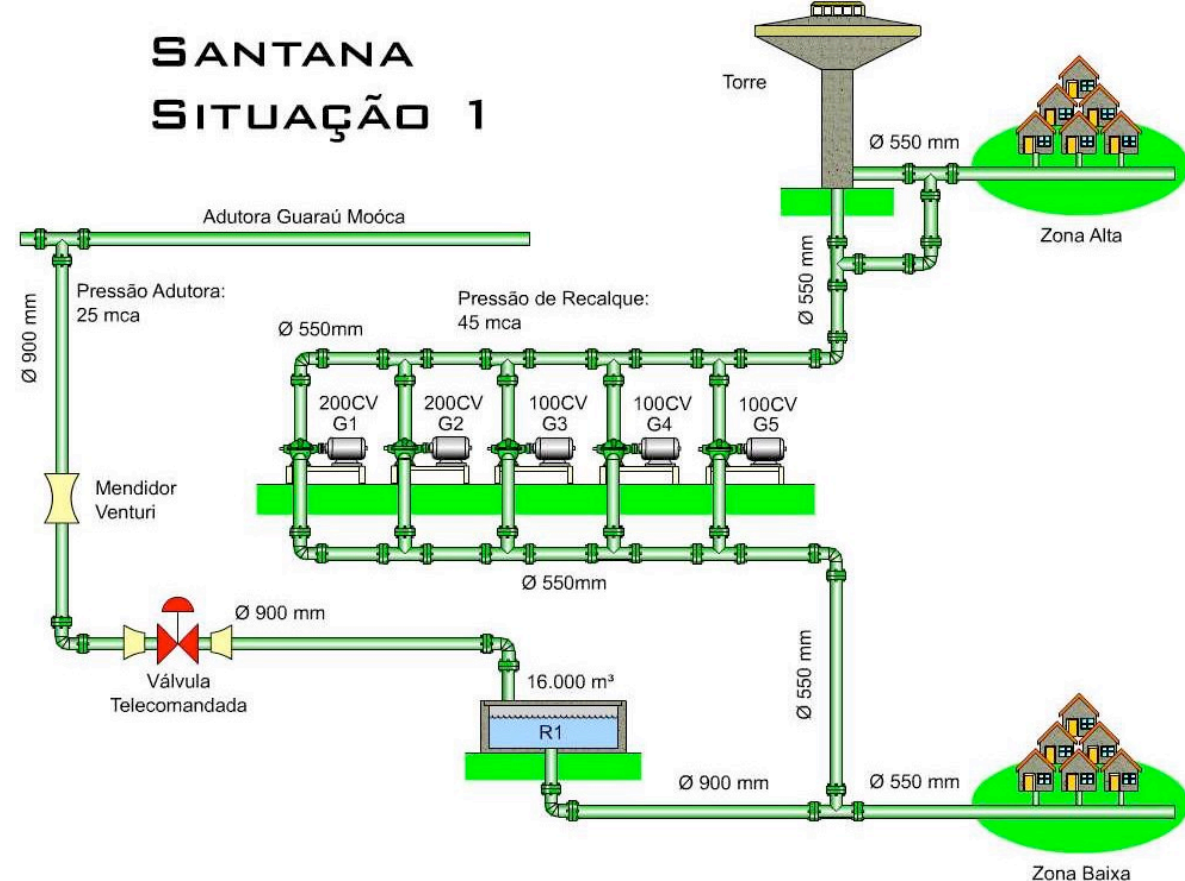 SANTANA
SITUAÇÃO 1
Torre
Ø 550 mm
Zona Alta
Adutora Guaraú Moóca
Ø 900 mm
Pressão Adutora:
25 mca
Pressão de Recalque:
45 mca
Ø 550 mm
Ø 550mm
200CV
G1
200CV
G2
100CV
G3
100CV
G4
100CV
G5
Mendidor
Venturi
Ø 550mm
Ø 900 mm
Válvula
Telecomandada
16.000 m³
R1
Ø 550 mm
Ø 900 mm
Ø 550 mm
Zona Baixa